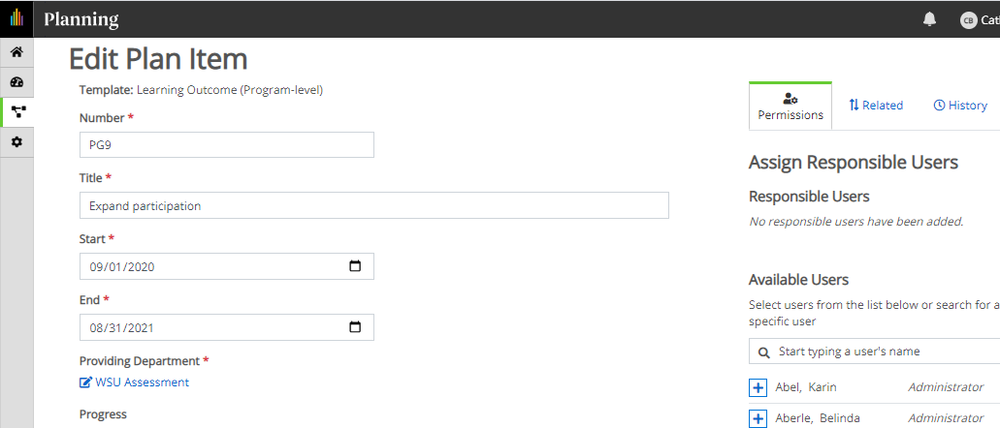 Planning
CB Cat
Edit Plan Item
Template: Learning Outcome (Program-level)
Number *
PG9
Title *
Expand participation
Start *
09/01/2020
End *
08/31/2021
Providing Department *
WSU Assessment
Progress
Permissions
Related
History
Assign Responsible Users
Responsible Users
No responsible users have been added.
Available Users
Select users from the list below or search for a
specific user
Start typing a user's name
Abel, Karin Administrator
Aberle, Belinda Administrator